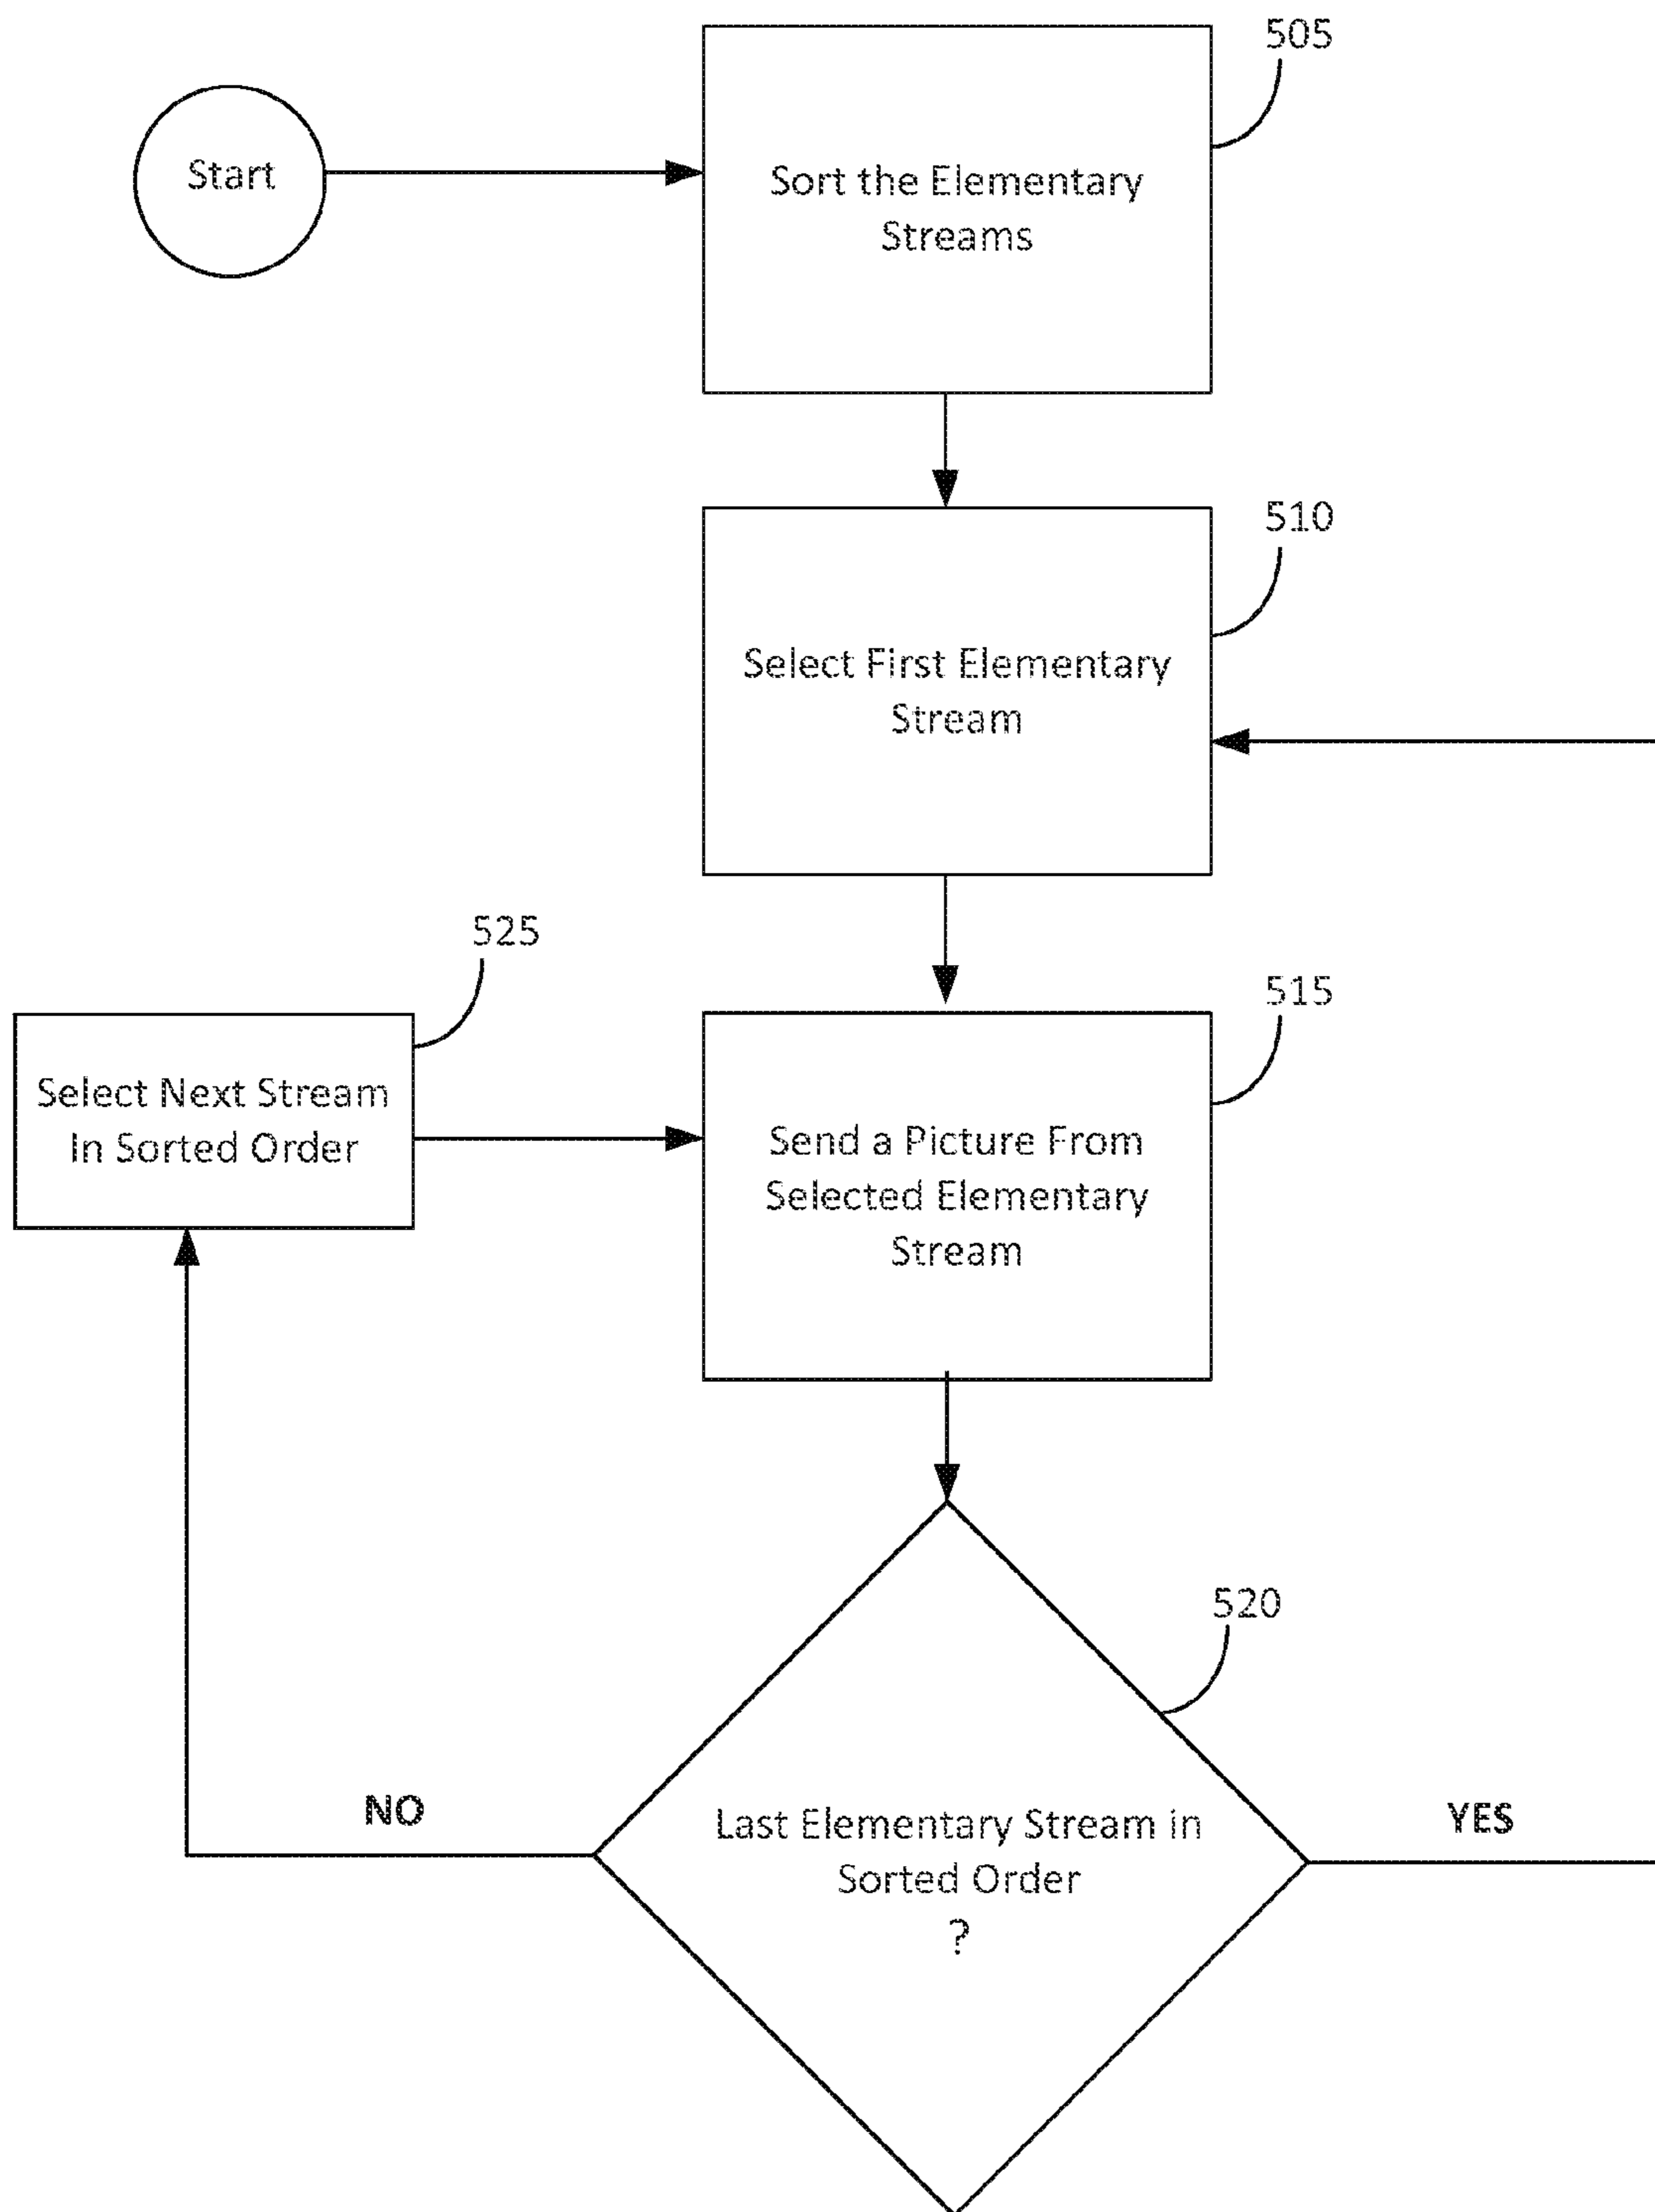 505
Start
Sort the Elementary
Streams
510
Select First Elementary
Stream
525
515
Select Next Stream
In Sorted Order
Send a Picture From
Selected Elementary
Stream
520
NO
YES
Last Elementary Stream in
Sorted Order
?